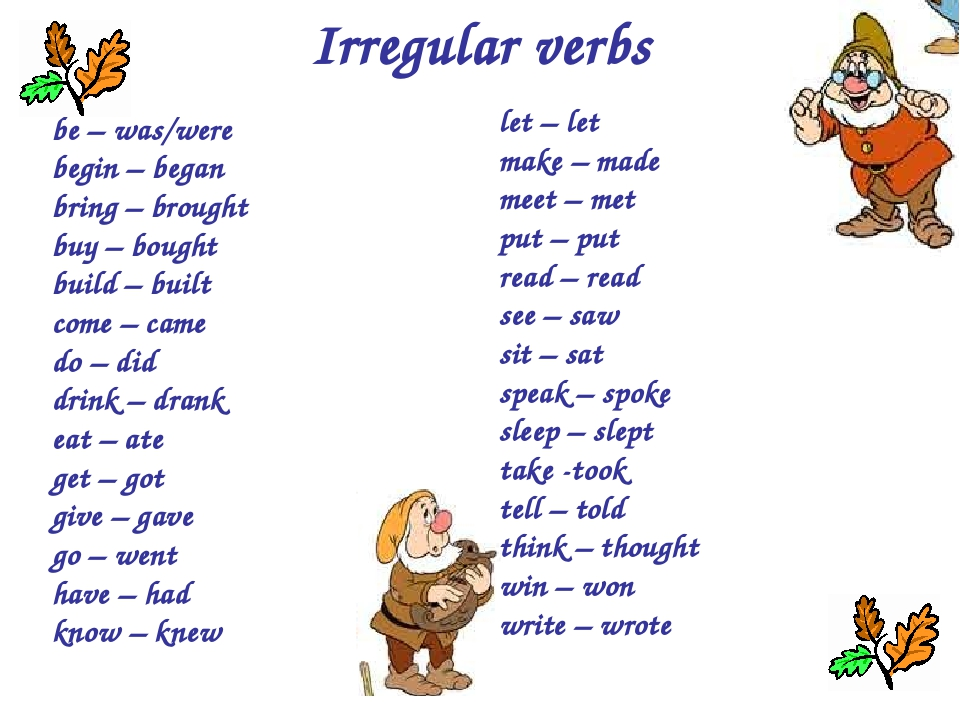 Irregular verbs
be – was/were
begin – began
bring – brought
buy – bought
build – built
come – came
do – did
drink – drank
eat – ate
get – got
give – gave
go – went
have – had
know – knew
let – let
make – made
meet – met
put – put
read – read
see – saw
sit – sat
speak – spoke
sleep – slept
take -took
tell – told
think – thought
win – won
write – wrote